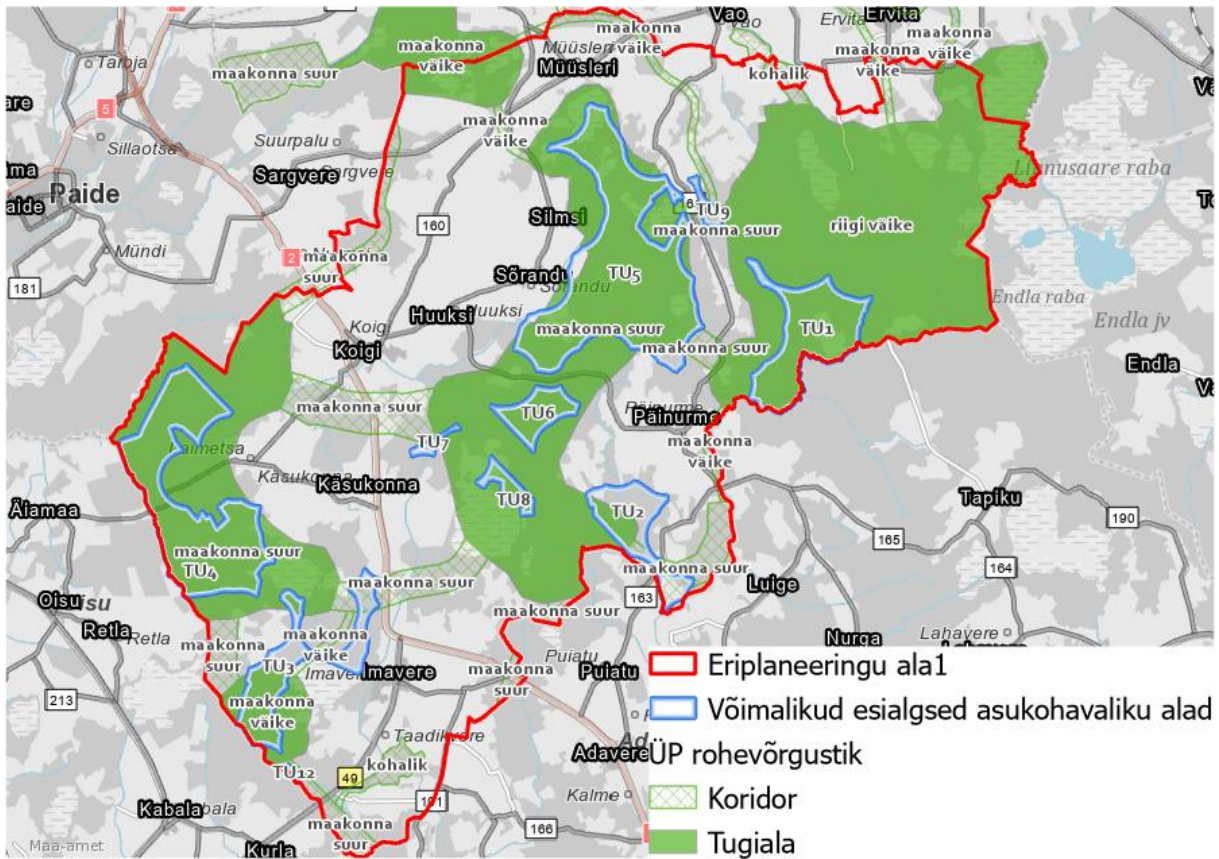 Vao
Vao
Ervita
Ervita
5
2
Taroja
Sillaotsa
Paide
Mündi
181
Suurpalu
Sargvere
Sargvere
maakonna suur
maakonna
väike
Müüsleri
Müüsleri
maakonna
väike
kohalik
maakonna
väike
maakonna
väike
maakonna
väike
160
Silmsi
TU9
maakonna suur
riigi väike
Linnusaare raba
Endla raba
Endla jv
Endla
maakonna
suur
Sõrandu
Sõrandu
TU5
Huuksi
Huuksi
Koigi
Koigi
maakonna suur
maakonna suur
TU1
maakonna suur
TU6
TU7
Päinurme
Päinurme
maakonna
väike
Käsukonna
Käsukonna
Äiamaa
TU8
TU2
Tapiku
190
165
164
maakonna suur
TU4
maakonna suur
maakonna suur
maakonna suur
163
Luige
Oisu
Retla
Retla
Nurga
Lahavere
maakonna
suur
TU3
maakonna
väike
Imavere
maakonna
suur
Puiatu
Puiatu
213
maakonna
väike
Taadikvere
Adavere
kohalik
TU12
49
Kalme
Kabala
166
maakonna
suur
Kurla
Maa-amet
Eriplaneeringu ala1
Võimalikud esialgsed asukohavaliku alad
ÜP rohevõrgustik
Koridor
Tugiala